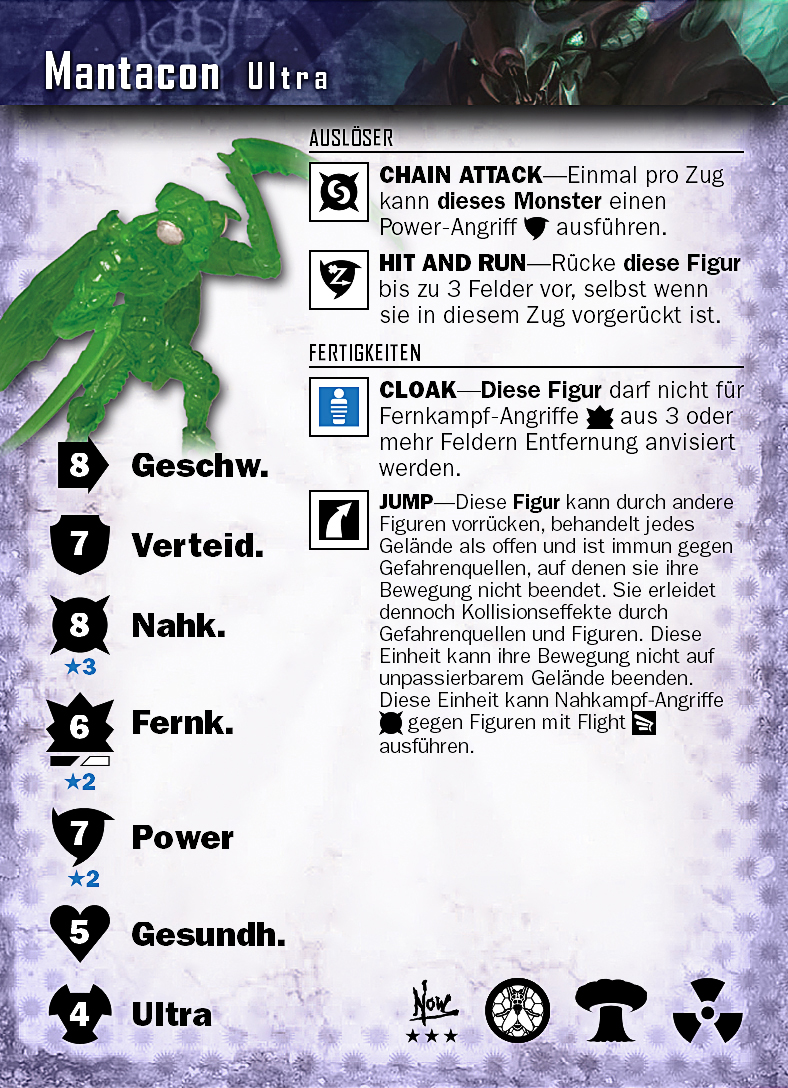 Mantacon Ultra
AUSLÖSER
CHAIN ATTACK—Einmal pro Zug
kann dieses Monster einen
Power-Angriff ausführen.
HIT AND RUN—Rücke diese Figur
bis zu 3 Felder vor, selbst wenn
sie in diesem Zug vorgerückt ist.
FERTIGKEITEN
CLOAK—Diese Figur darf nicht für
Fernkampf-Angriffe aus 3 oder
mehr Feldern Entfernung anvisiert
werden.
JUMP—Diese Figur kann durch andere
Figuren vorrücken, behandelt jedes
Gelände als offen und ist immun gegen
Gefahrenquellen, auf denen sie ihre
Bewegung nicht beendet. Sie erleidet
dennoch Kollisionseffekte durch
Gefahrenquellen und Figuren. Diese
Einheit kann ihre Bewegung nicht auf
unpassierbarem Gelände beenden.
Diese Einheit kann Nahkampf-Angriffe
gegen Figuren mit Flight
ausführen.
8 Geschw.
7 Verteid.
8 Nahk.
★3
6 Fernk.
★2
7 Power
★2
5 Gesundh.
4 Ultra
Now
★★★